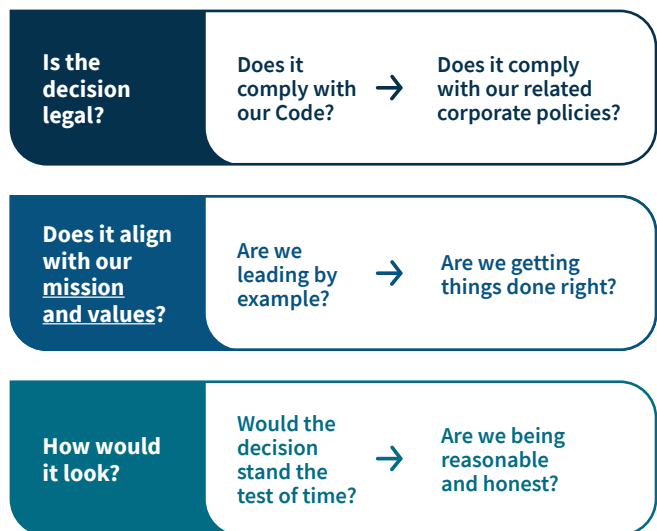 Is the
decision
legal?
Does it
comply with
our Code?
→
Does it comply
with our related
corporate policies?
Does it align
with our
mission
and values?
Are we
leading by
example?
→
Are we getting
things done right?
How would
it look?
Would the
decision
stand the
test of time?
→
Are we being
reasonable
and honest?